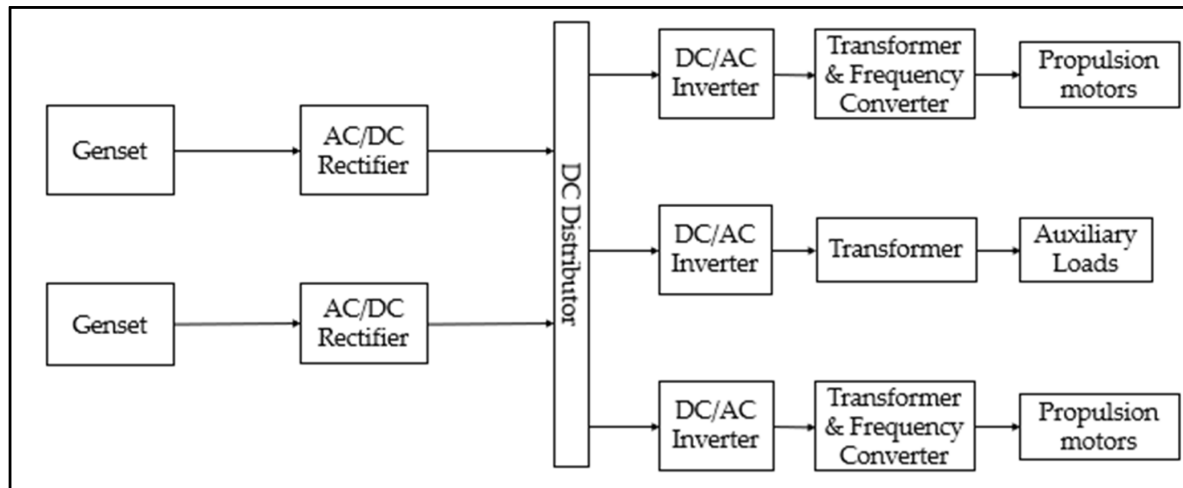 Genset
AC/DC
Rectifier
Genset
AC/DC
Rectifier
DC Distributor
DC/AC
Inverter
Transformer
& Frequency
Converter
Propulsion
motors
DC/AC
Inverter
Transformer
Auxiliary
Loads
DC/AC
Inverter
Transformer
& Frequency
Converter
Propulsion
motors